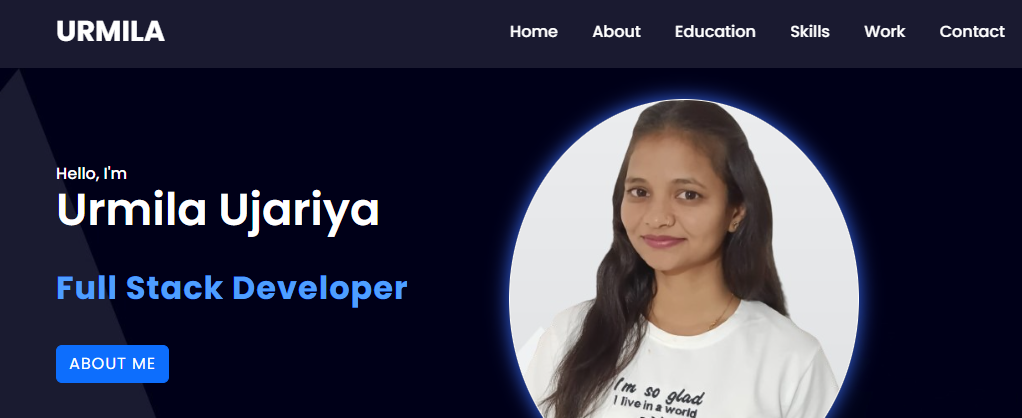 URMILA
Home About Education Skills Work Contact
Hello, I'm
Urmila Ujariya
Full Stack Developer
ABOUT ME
I'm so glad
I live in a world